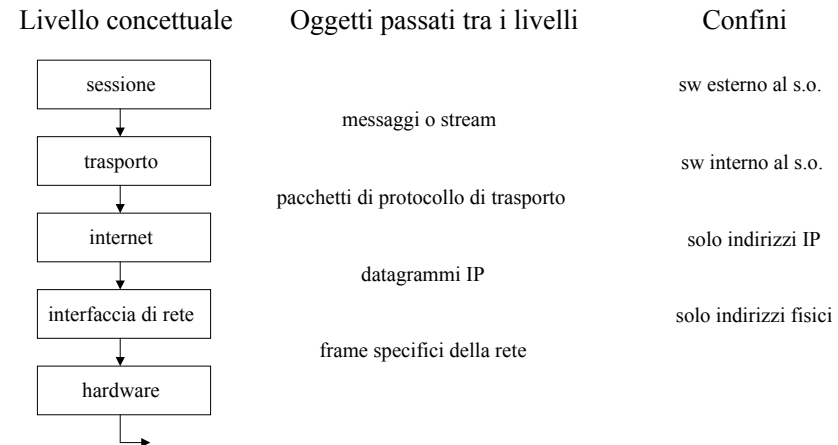 Livello concettuale
Oggetti passati tra i livelli
Confini
sessione
sw esterno al s.o.
messaggi o stream
trasporto
sw interno al s.o.
pacchetti di protocollo di trasporto
internet
solo indirizzi IP
datagrammi IP
interfaccia di rete
solo indirizzi fisici
frame specifici della rete
hardware